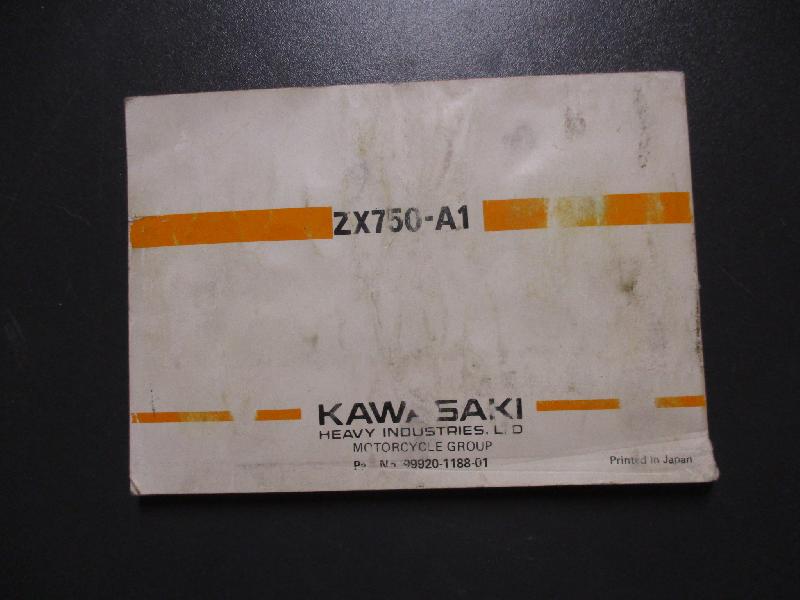 ZX750-A1
KAWASAKI
HEAVY INDUSTRIES, LTD
MOTORCYCLE GROUP
No. 99920-1188-01
Printed in Japan